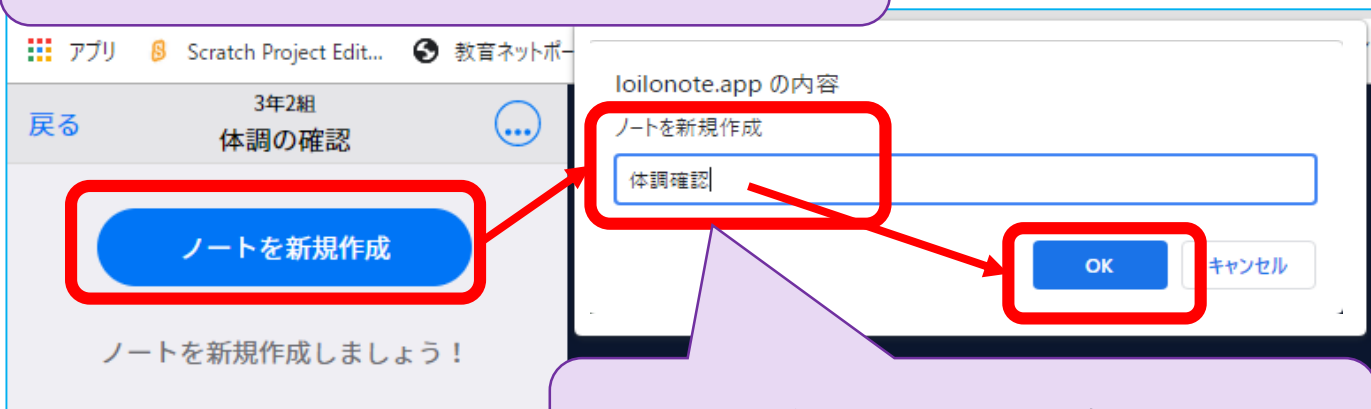 アプリ
Scratch Project Edit...
教育ネットポー
戻る
3年2組
体調の確認
...
ノートを新規作成
ノートを新規作成しましょう！
loilonote.app の内容
ノートを新規作成
体調確認
OK
キャンセル